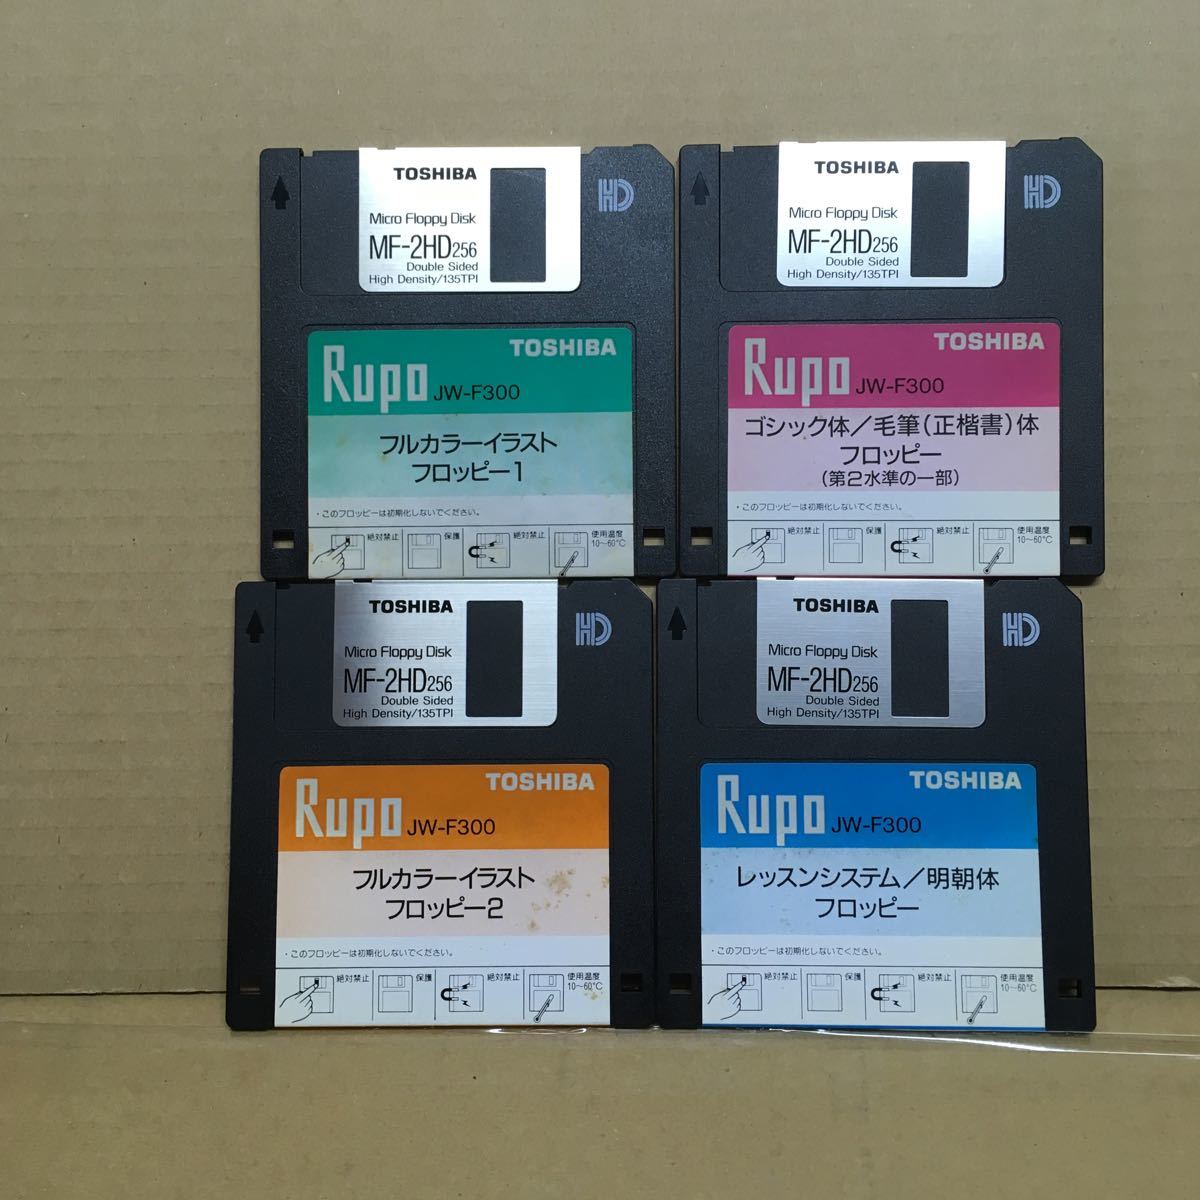 TOSHIBA
HD
Micro Floppy Disk
MF-2HD256
Double Sided
High Density/135TPI
TOSHIBA
Rupo JW-F300
フルカラーイラスト
フロッピー1
・このフロッピーは初期化しないでください。
絶対禁止 保護 絶対禁止 使用温度
10〜60℃
TOSHIBA
HD
Micro Floppy Disk
MF-2HD256
Double Sided
High Density/135TPI
TOSHIBA
Rupo JW-F300
ゴシック体/毛筆(正楷書)体
フロッピー
(第2水準の一部)
・このフロッピーは初期化しないでください。
絶対禁止 保護 絶対禁止 使用温度
10〜60℃
TOSHIBA
HD
Micro Floppy Disk
MF-2HD256
Double Sided
High Density/135TPI
TOSHIBA
Rupo JW-F300
フルカラーイラスト
フロッピー2
・このフロッピーは初期化しないでください。
絶対禁止 保護 絶対禁止 使用温度
10〜60℃
TOSHIBA
HD
Micro Floppy Disk
MF-2HD256
Double Sided
High Density/135TPI
TOSHIBA
Rupo JW-F300
レッスンシステム/明朝体
フロッピー
・このフロッピーは初期化しないでください。
絶対禁止 保護 絶対禁止 使用温度
10〜60℃